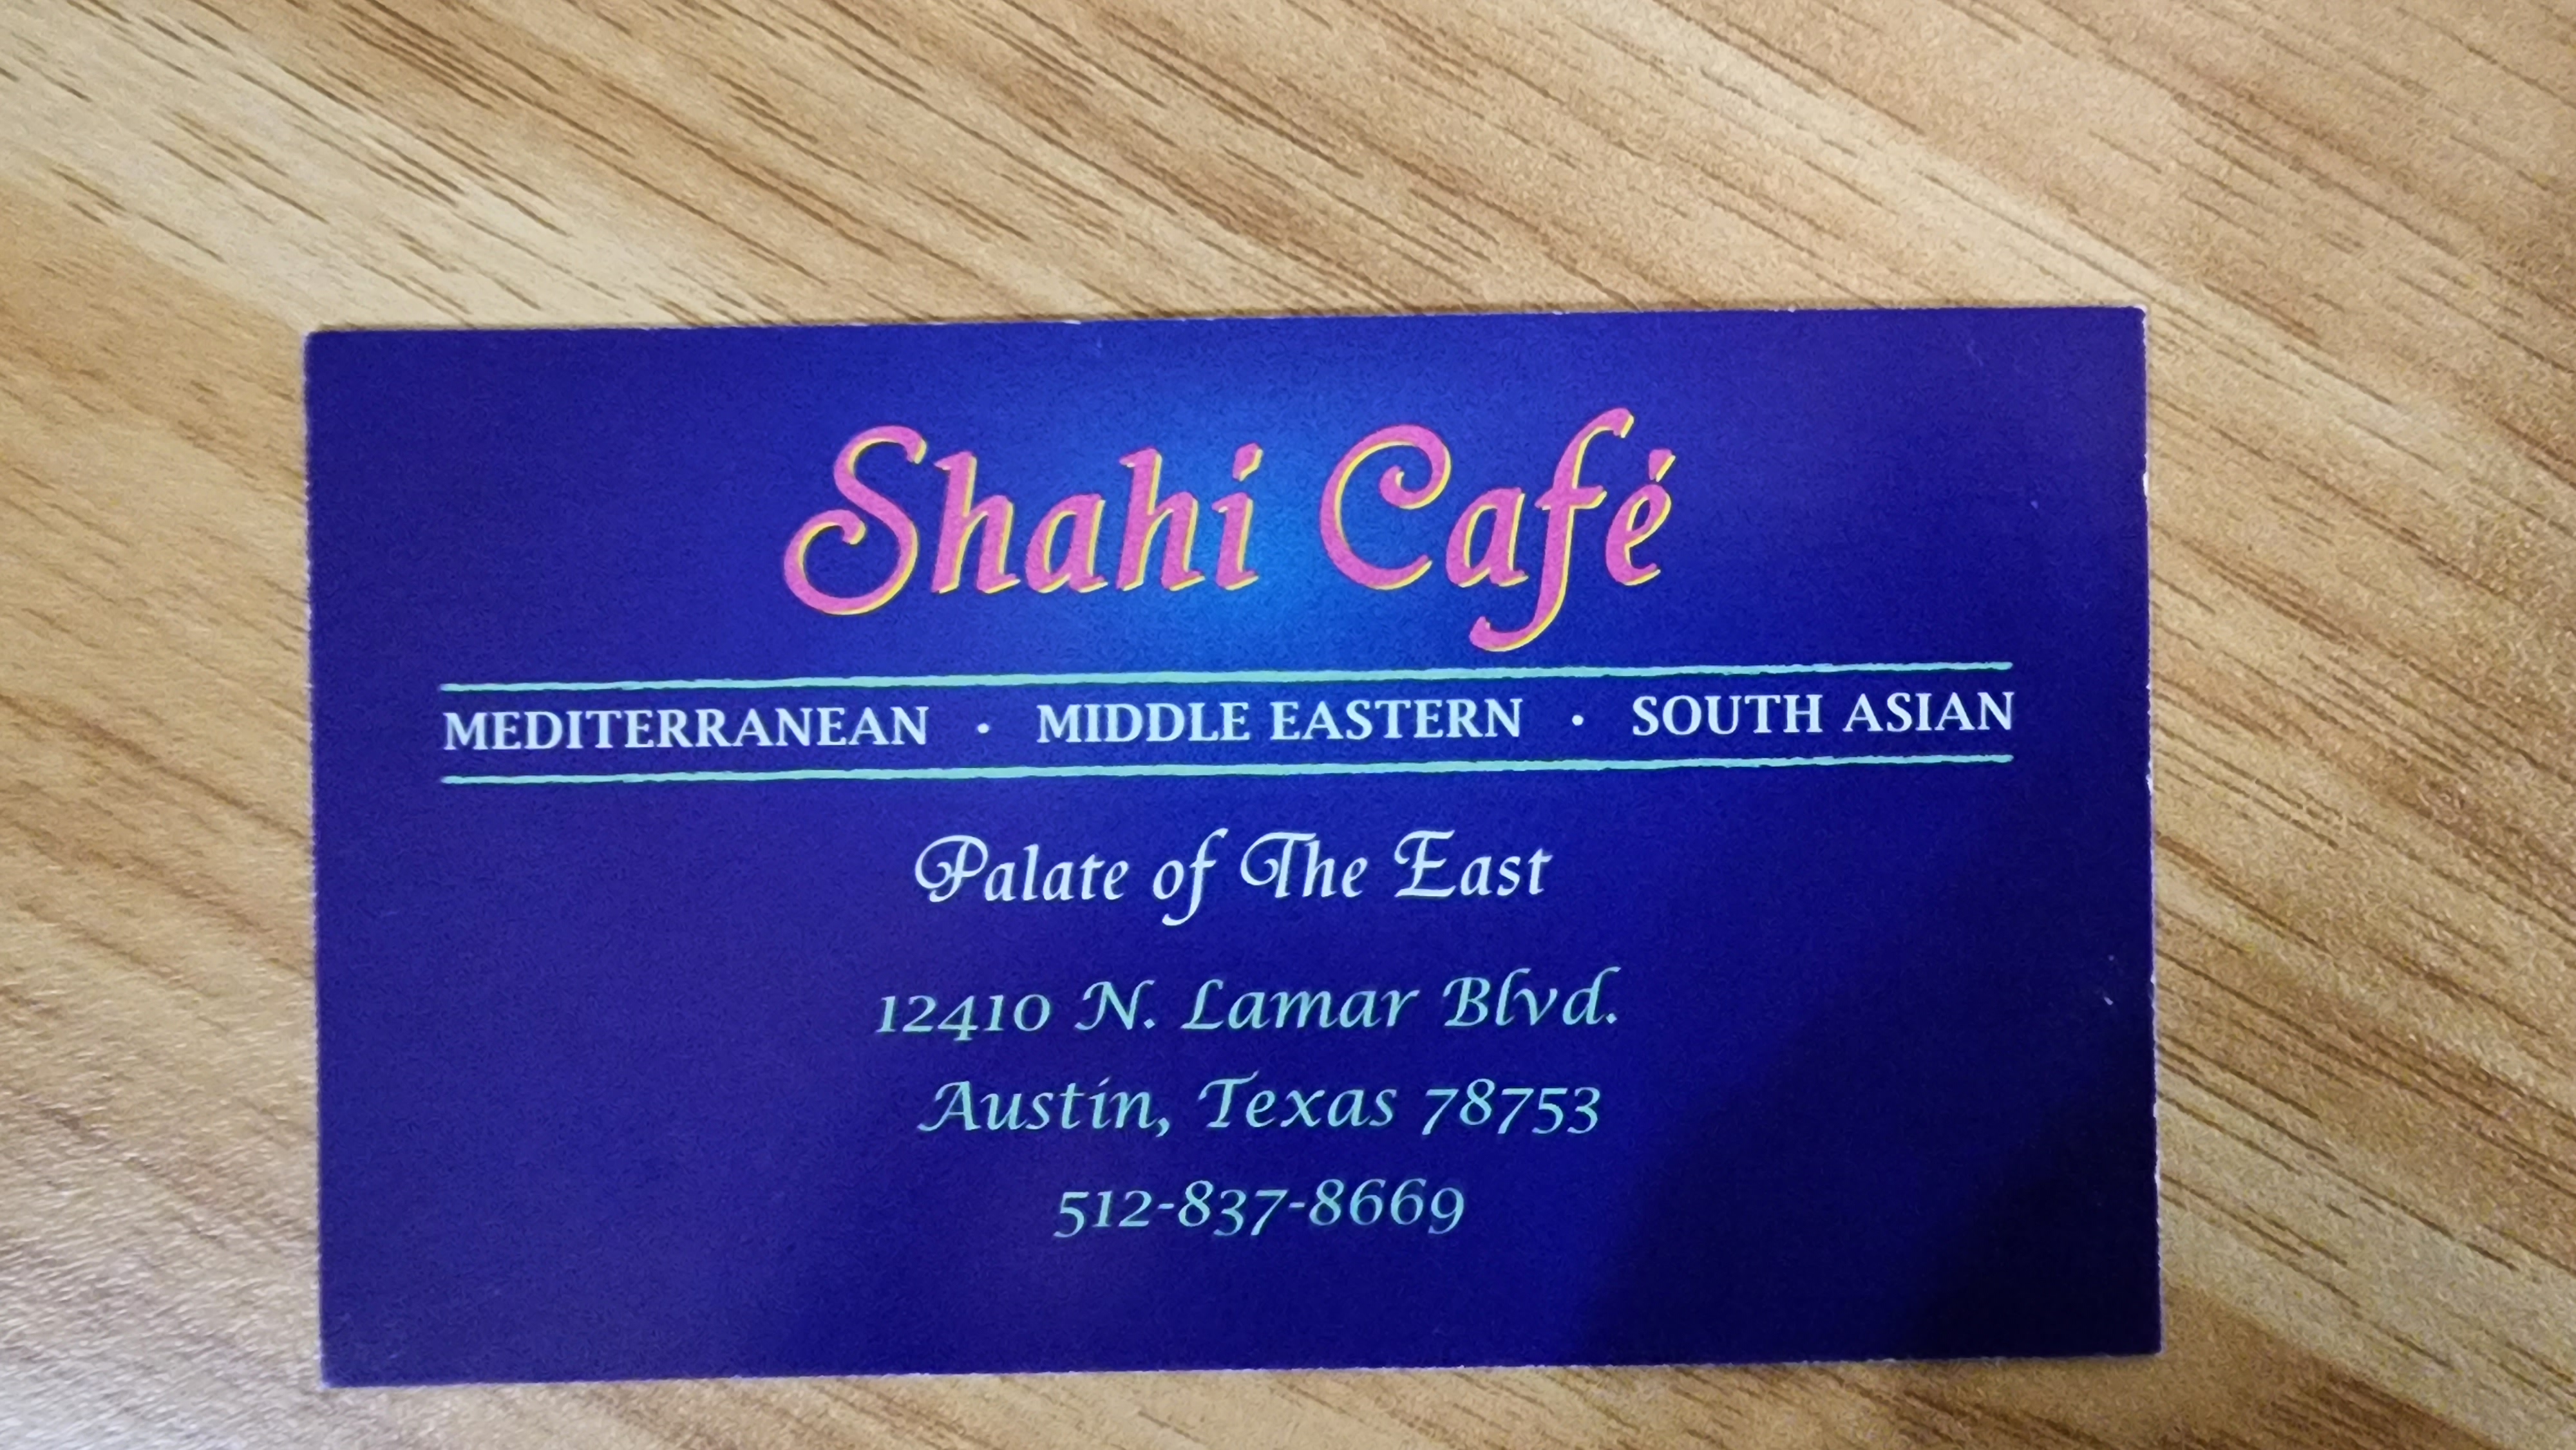 Shahi Café
MEDITERRANEAN · MIDDLE EASTERN · SOUTH ASIAN
Palate of The East
12410 N. Lamar Blvd.
Austin, Texas 78753
512-837-8669